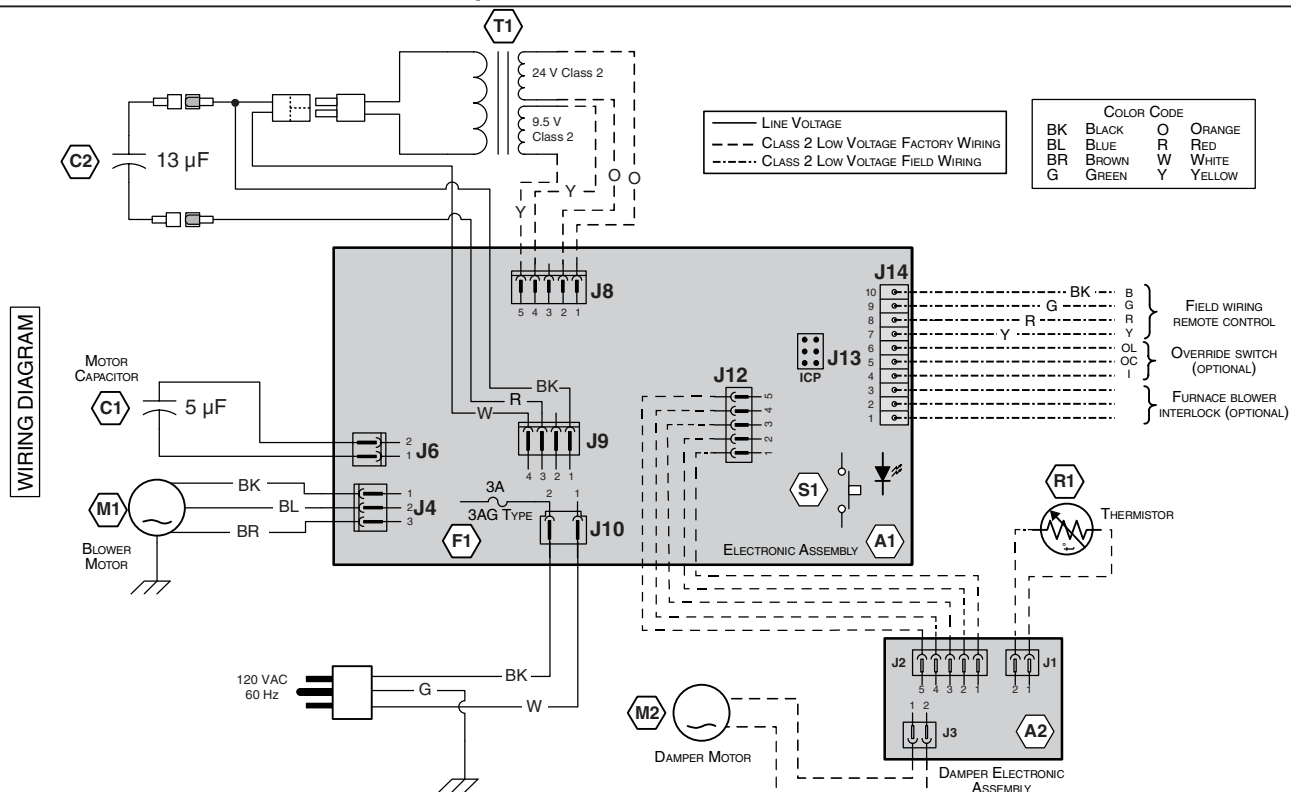 T1
24 V Class 2
9.5 V
Class 2
C2
13 µF
O
O
Y
Y
LINE VOLTAGE
CLASS 2 LOW VOLTAGE FACTORY WIRING
CLASS 2 LOW VOLTAGE FIELD WIRING
COLOR CODE
BK BLACK O ORANGE
BL BLUE R RED
BR BROWN W WHITE
G GREEN Y YELLOW
WIRING DIAGRAM
J8
5 4 3 2 1
J14
10 BK B
9 G G
8 R R
7 Y Y
6 OL
5 OC
4 I
3
2
1
FIELD WIRING
REMOTE CONTROL
OVERRIDE SWITCH
(OPTIONAL)
FURNACE BLOWER
INTERLOCK (OPTIONAL)
J13
ICP
J12
5
4
3
2
1
MOTOR
CAPACITOR
C1
5 µF
2
1
J6
BK
R
W
J9
4 3 2 1
M1
BLOWER
MOTOR
BK
BL
BR
1
2
3
J4
3A
3AG TYPE
F1
2 1
J10
S1
ELECTRONIC ASSEMBLY
A1
R1
THERMISTOR
120 VAC
60 Hz
BK
G
W
J2
5 4 3 2 1
J1
2 1
M2
DAMPER MOTOR
1 2
J3
A2
DAMPER ELECTRONIC
ASSEMBLY